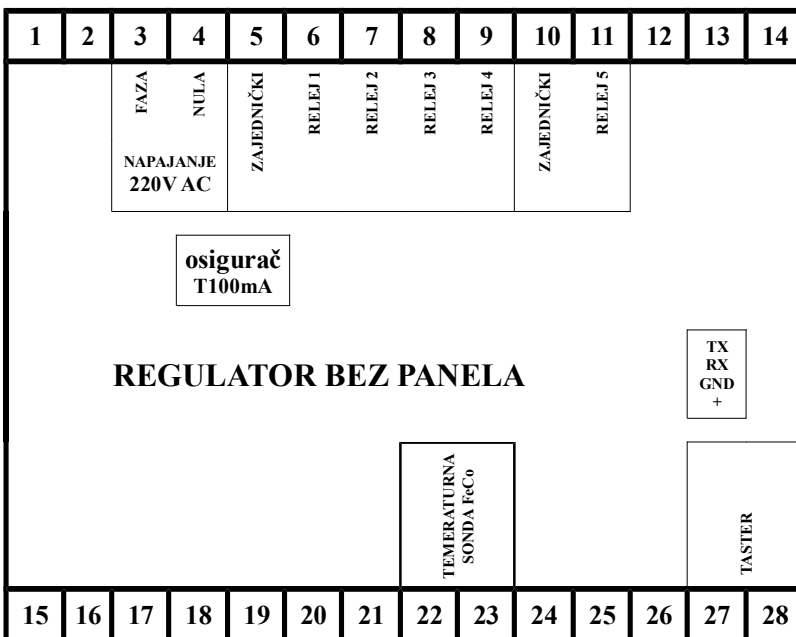 1 2 3 4 5 6 7 8 9 10 11 12 13 14
FAZA
NULA
NAPAJANJE
220V AC
ZAJEDNIČKI
RELEJ 1
RELEJ 2
RELEJ 3
RELEJ 4
ZAJEDNIČKI
RELEJ 5
osigurač
T100mA
REGULATOR BEZ PANELA
TX
RX
GND
+
TEMERATURNA
SONDA FeCo
TASTER
15 16 17 18 19 20 21 22 23 24 25 26 27 28